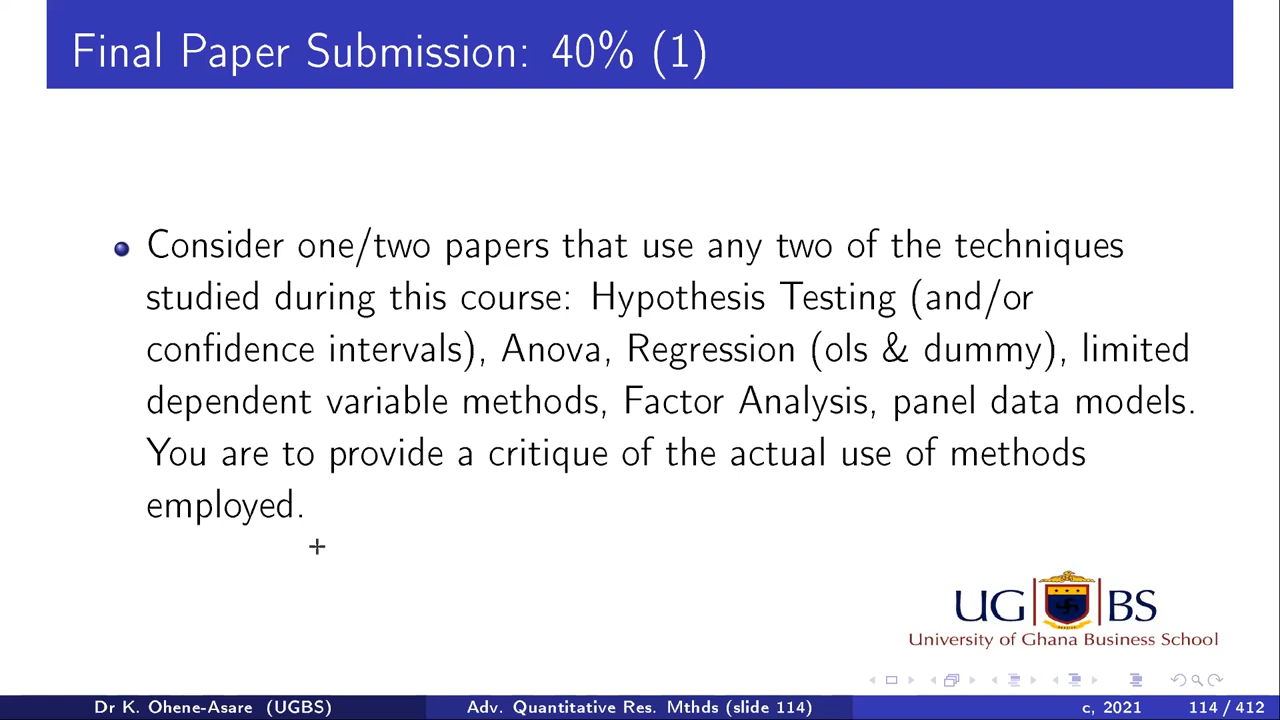 Final Paper Submission: 40% (1)
Consider one/two papers that use any two of the techniques
studied during this course: Hypothesis Testing (and/or
confidence intervals), Anova, Regression (ols & dummy), limited
dependent variable methods, Factor Analysis, panel data models.
You are to provide a critique of the actual use of methods
employed.
UG BS
University of Ghana Business School
Dr K. Ohene-Asare (UGBS) Adv. Quantitative Res. Mthds (slide 114) c, 2021 114 / 412